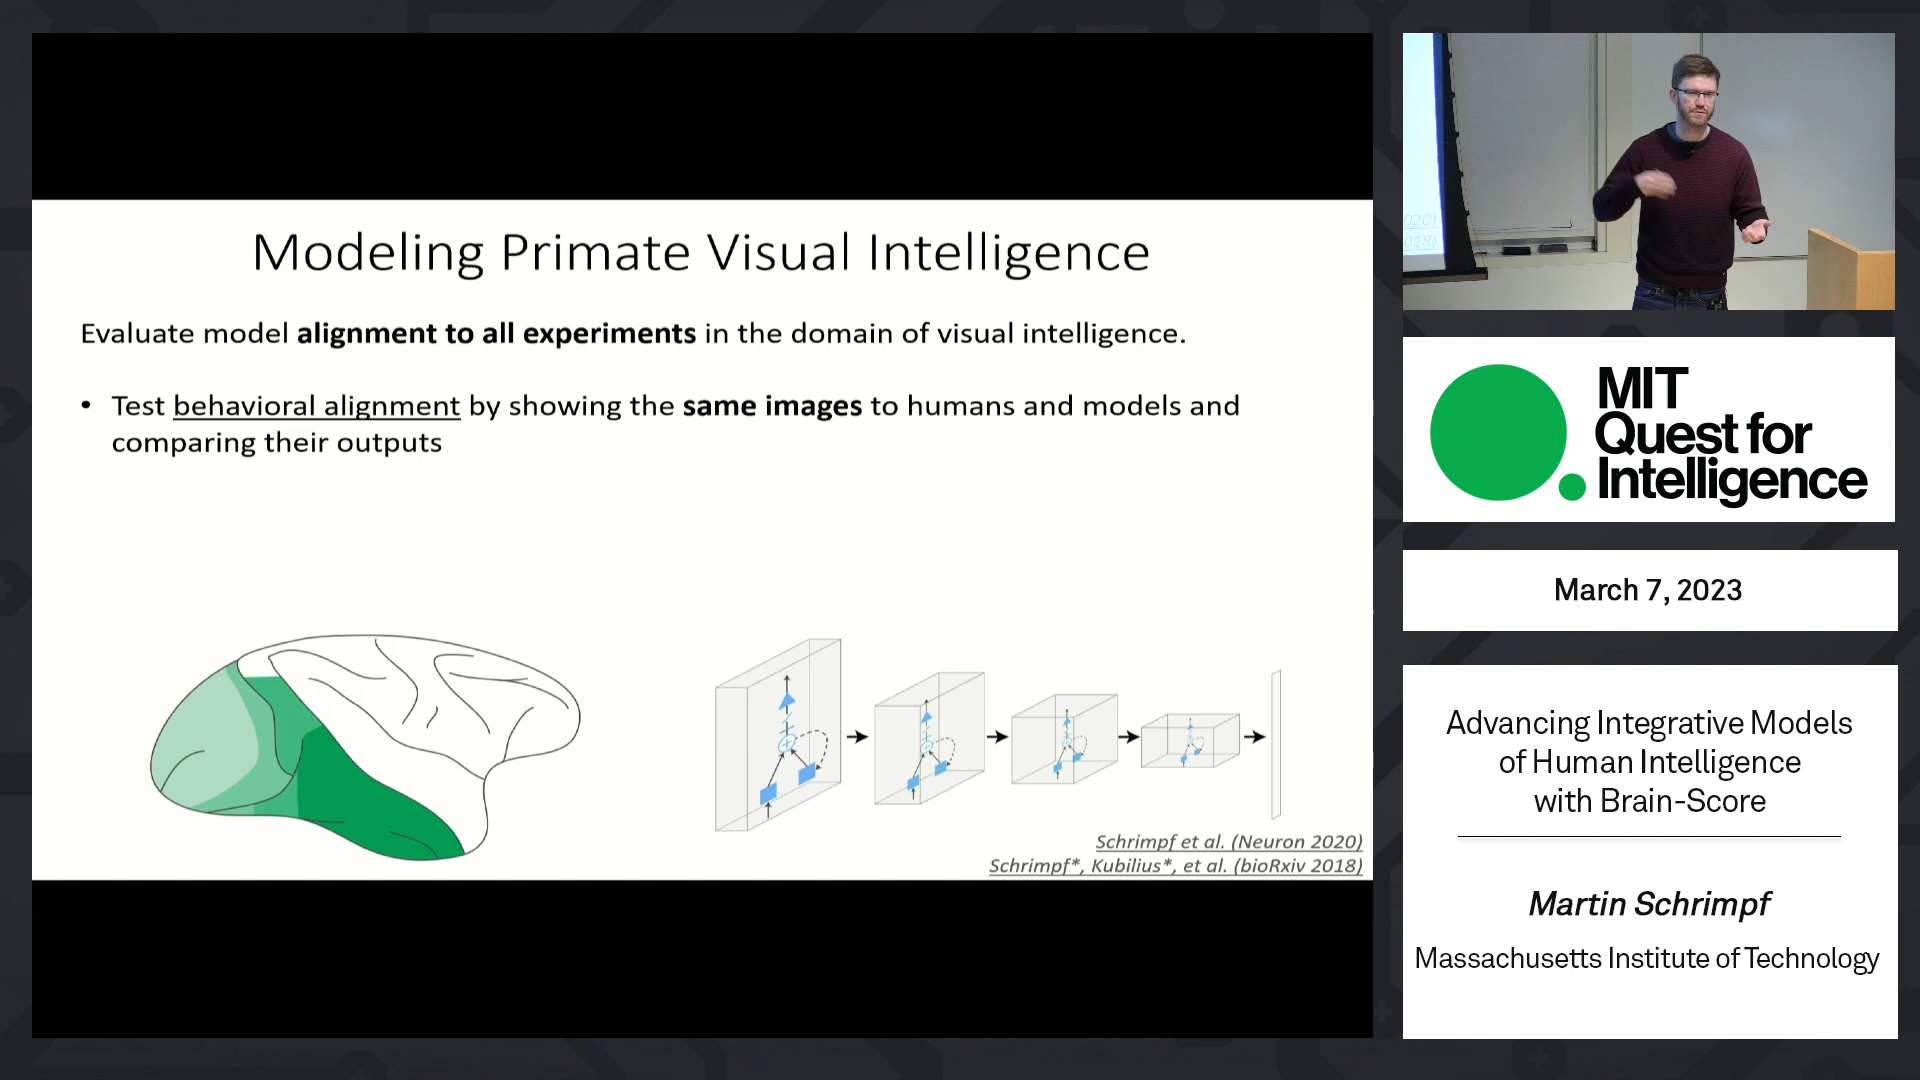 Modeling Primate Visual Intelligence
Evaluate model alignment to all experiments in the domain of visual intelligence.
• Test behavioral alignment by showing the same images to humans and models and
comparing their outputs
Schrimpf et al. (Neuron 2020)
Schrimpf*, Kubilius*, et al. (bioRxiv 2018)
020)
018)
MIT
Quest for
Intelligence
March 7, 2023
Advancing Integrative Models
of Human Intelligence
with Brain-Score
Martin Schrimpf
Massachusetts Institute of Technology